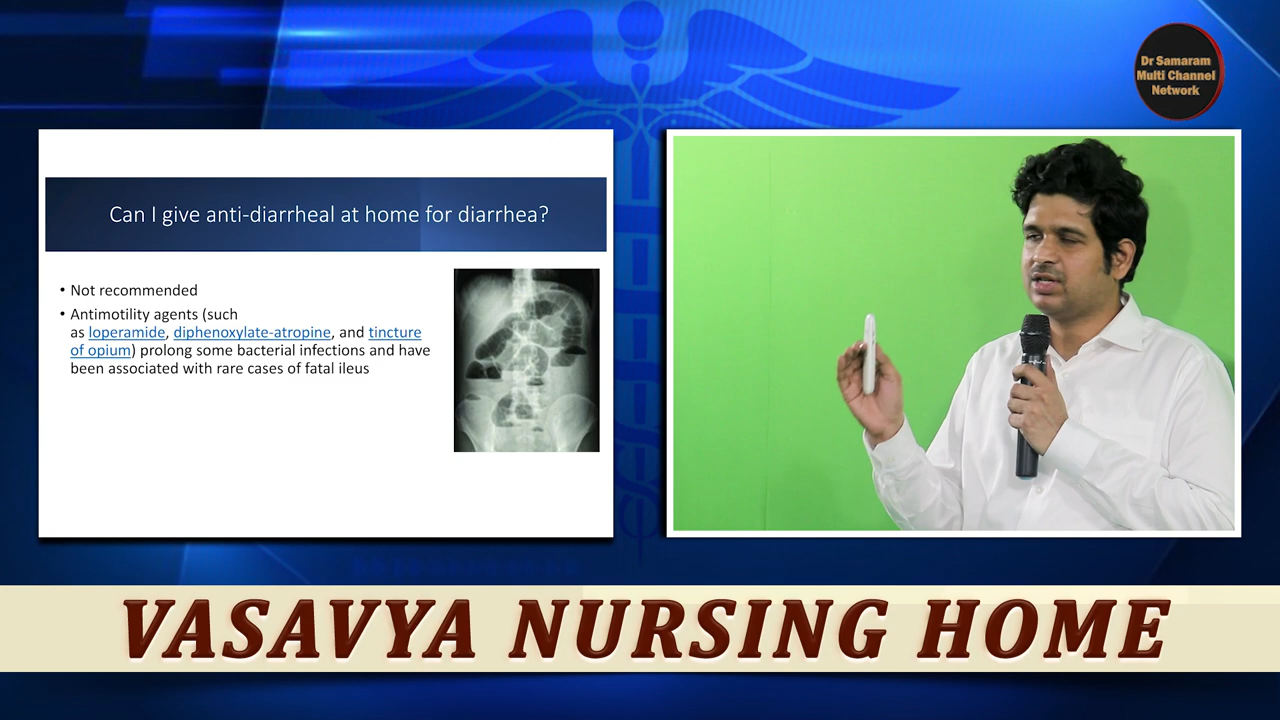 Dr Samaram
Multi Channel
Network
Can I give anti-diarrheal at home for diarrhea?
• Not recommended
• Antimotility agents (such
as loperamide, diphenoxylate-atropine, and tincture
of opium) prolong some bacterial infections and have
been associated with rare cases of fatal ileus
VASAVYA NURSING HOME